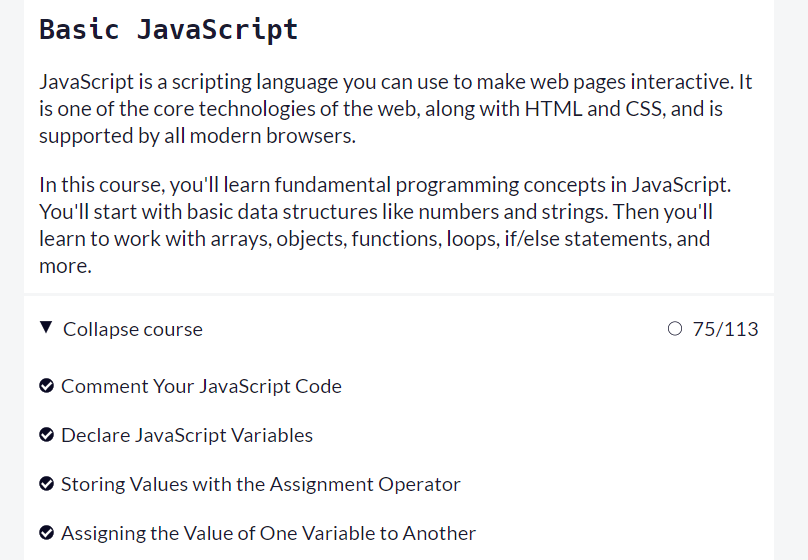 Basic JavaScript
JavaScript is a scripting language you can use to make web pages interactive. It
is one of the core technologies of the web, along with HTML and CSS, and is
supported by all modern browsers.
In this course, you'll learn fundamental programming concepts in JavaScript.
You'll start with basic data structures like numbers and strings. Then you'll
learn to work with arrays, objects, functions, loops, if/else statements, and
more.
Collapse course 75/113
Comment Your JavaScript Code
Declare JavaScript Variables
Storing Values with the Assignment Operator
Assigning the Value of One Variable to Another